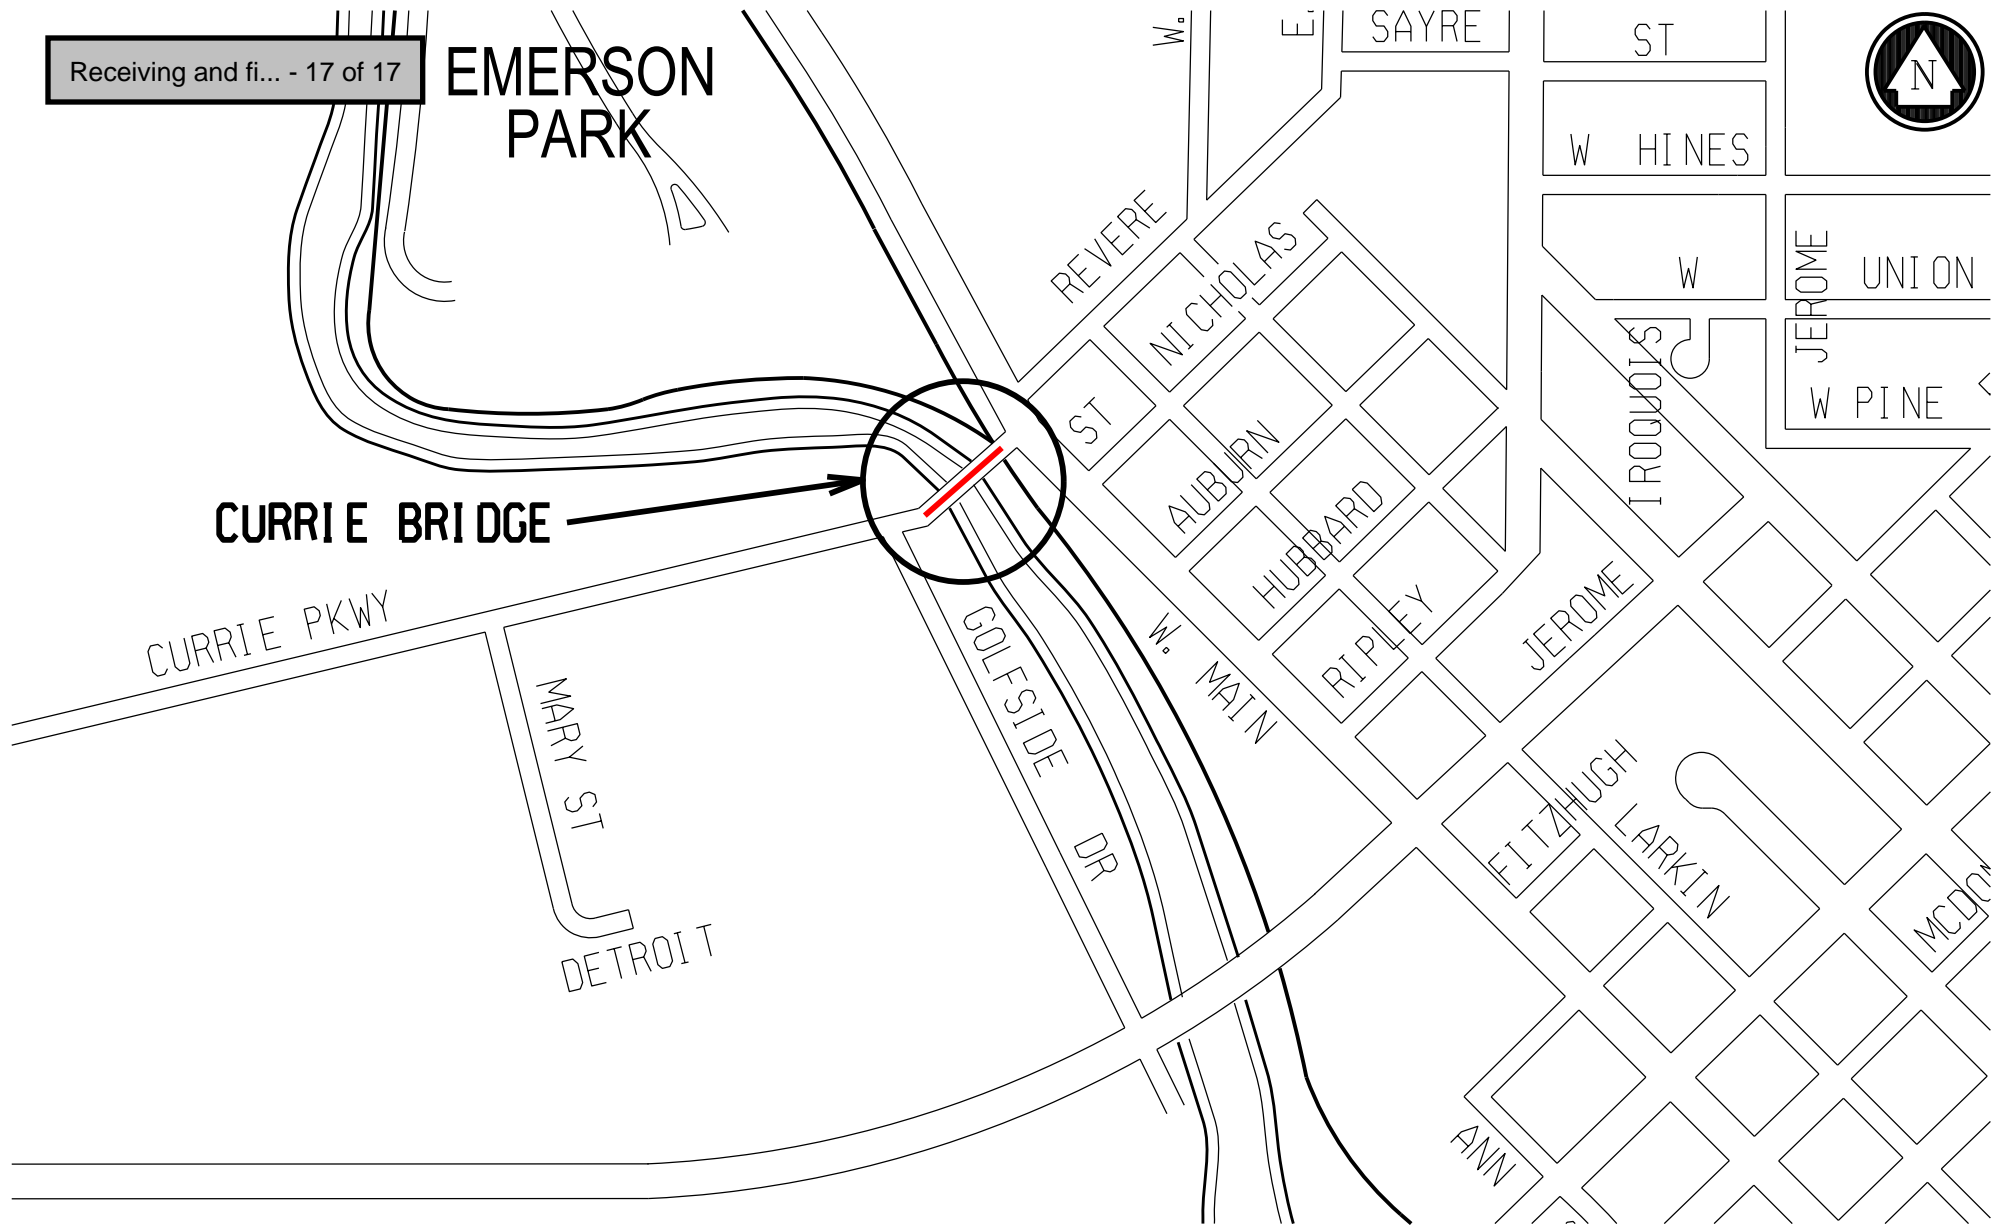 Receiving and fi... - 17 of 17
EMERSON
PARK
W.
E.
SAYRE
ST
N
W HINES
W UNION
JEROME
W PINE
IROQUOIS
REVERE
ST
NICHOLAS
AUBURN
HUBBARD
RIPLEY
JEROME
W. MAIN
CURRIE BRIDGE
CURRIE PKWY
MARY ST
DETROIT
GOLFSIDE DR
FITZHUGH
LARKIN
ANN